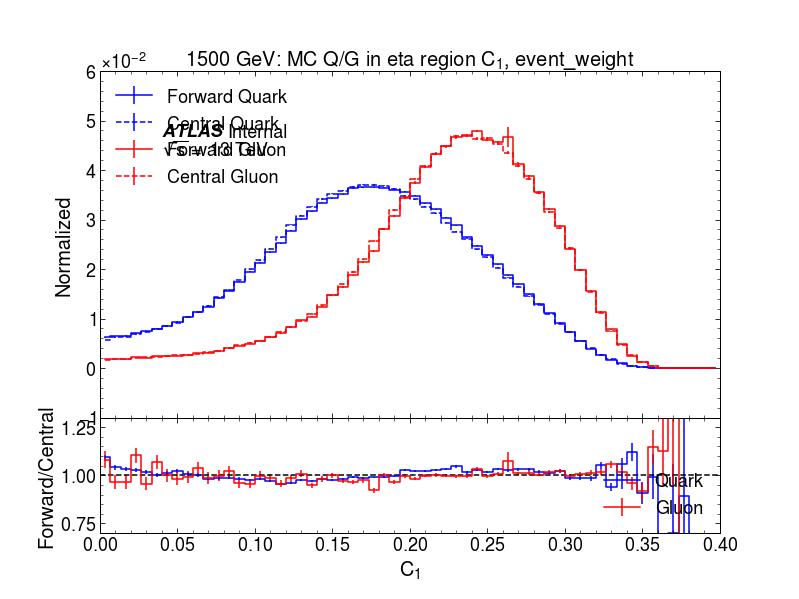 1500 GeV: MC Q/G in eta region C₁, event_weight
×10⁻²
6
5
4
3
2
1
0
−1
Normalized
Forward Quark
Central Quark
ATLAS Internal
√s = 13 TeV
Forward Gluon
Central Gluon
1.25
1.00
0.75
Forward/Central
Quark
Gluon
0.00 0.05 0.10 0.15 0.20 0.25 0.30 0.35 0.40
C₁